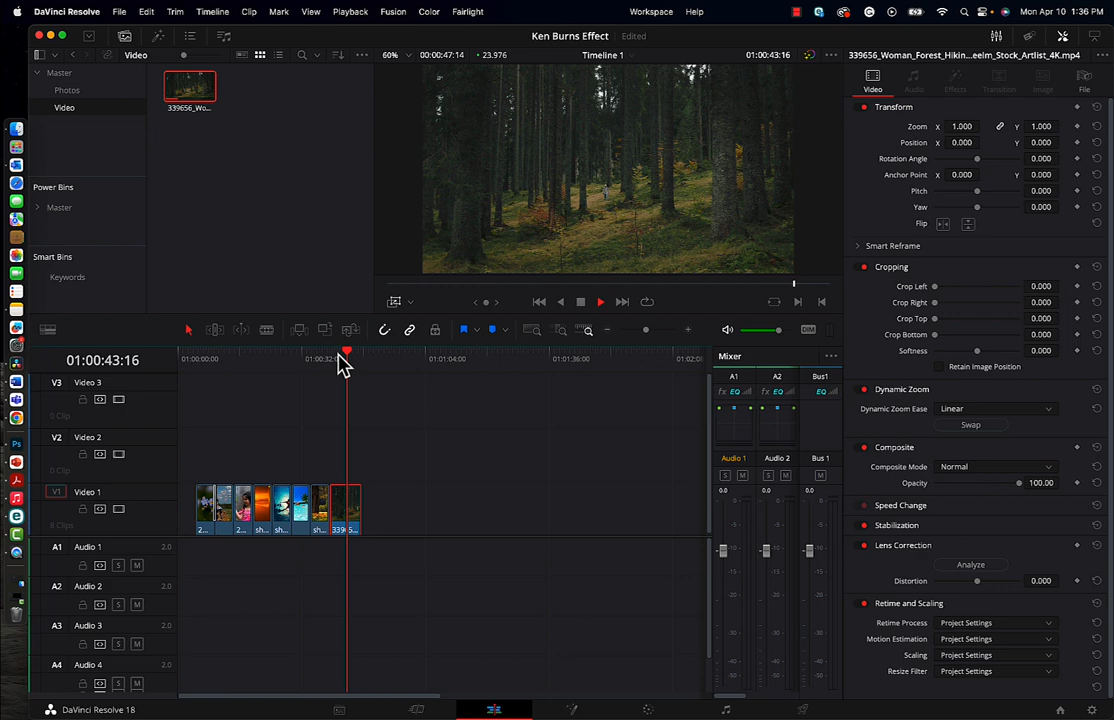 DaVinci Resolve File Edit Trim Timeline Clip Mark View Playback Fusion Color Fairlight Workspace Help Mon Apr 10 1:36 PM
Ken Burns Effect Edited
Video 60% 00:00:47:14 23.976 Timeline 1 01:00:43:16 339656_Woman_Forest_Hikin...eelm_Stock_Artlist_4K.mp4
Master
Photos
Video
339656_Wo...
Power Bins
Master
Smart Bins
Keywords
Video Audio Effects Transition Image File
Transform
Zoom X 1.000 Y 1.000
Position X 0.000 Y 0.000
Rotation Angle 0.000
Anchor Point X 0.000 Y 0.000
Pitch 0.000
Yaw 0.000
Flip
Smart Reframe
Cropping
Crop Left 0.000
Crop Right 0.000
Crop Top 0.000
Crop Bottom 0.000
Softness 0.000
Retain Image Position
Dynamic Zoom
Dynamic Zoom Ease Linear
Swap
Composite
Composite Mode Normal
Opacity 100.00
Speed Change
Stabilization
Lens Correction
Analyze
Distortion 0.000
Retime and Scaling
Retime Process Project Settings
Motion Estimation Project Settings
Scaling Project Settings
Resize Filter Project Settings
DIM
01:00:43:16 01:00:00:00 01:00:32:0 01:01:04:00 01:01:36:00 01:02:0
V3 Video 3
0 Clip
V2 Video 2
0 Clip
V1 Video 1
8 Clips
2... 2... sh... sh... sh... 3396 5...
A1 Audio 1 2.0
S M
A2 Audio 2 2.0
S M
A3 Audio 3 2.0
S M
A4 Audio 4 2.0
S M
Mixer
A1 A2 Bus1
fx EQ fx EQ EQ
Audio 1 Audio 2 Bus 1
S M S M M
0.0 0.0 0.0
DaVinci Resolve 18